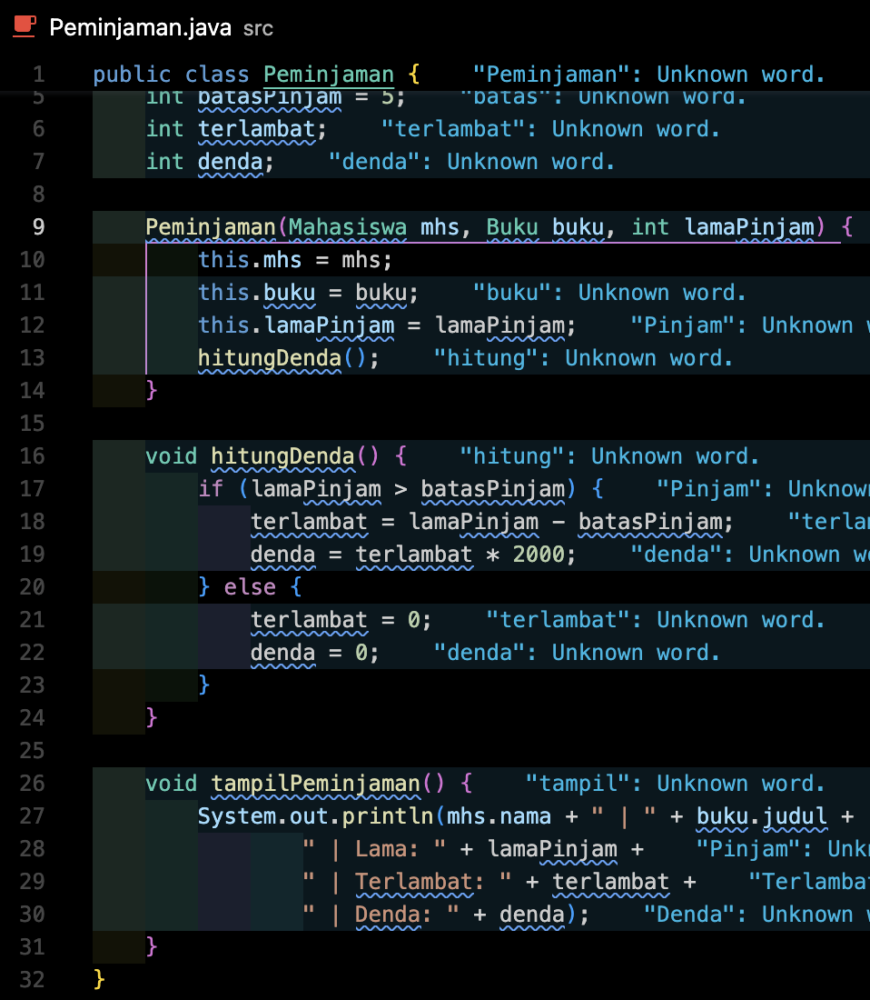 Peminjaman.java src
1 public class Peminjaman { "Peminjaman": Unknown word.
5 int batasPinjam = 5; "batas": Unknown word.
6 int terlambat; "terlambat": Unknown word.
7 int denda; "denda": Unknown word.
8
9 Peminjaman(Mahasiswa mhs, Buku buku, int lamaPinjam) {
10 this.mhs = mhs;
11 this.buku = buku; "buku": Unknown word.
12 this.lamaPinjam = lamaPinjam; "Pinjam": Unknown
13 hitungDenda(); "hitung": Unknown word.
14 }
15
16 void hitungDenda() { "hitung": Unknown word.
17 if (lamaPinjam > batasPinjam) { "Pinjam": Unknow
18 terlambat = lamaPinjam - batasPinjam; "terla
19 denda = terlambat * 2000; "denda": Unknown w
20 } else {
21 terlambat = 0; "terlambat": Unknown word.
22 denda = 0; "denda": Unknown word.
23 }
24 }
25
26 void tampilPeminjaman() { "tampil": Unknown word.
27 System.out.println(mhs.nama + " | " + buku.judul +
28 " | Lama: " + lamaPinjam + "Pinjam": Unk
29 " | Terlambat: " + terlambat + "Terlamba
30 " | Denda: " + denda); "Denda": Unknown
31 }
32 }